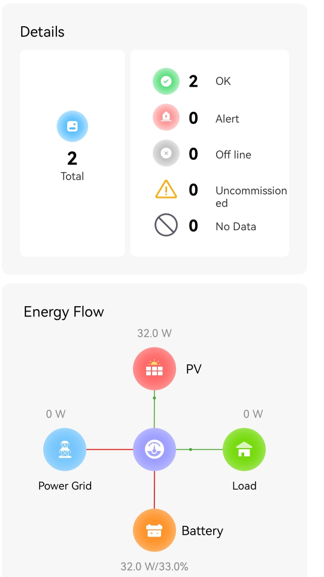 Details
2
Total
2 OK
0 Alert
0 Off line
0 Uncommission
ed
0 No Data
Energy Flow
32.0 W
PV
0 W
0 W
Power Grid
Load
Battery
32.0 W/33.0%